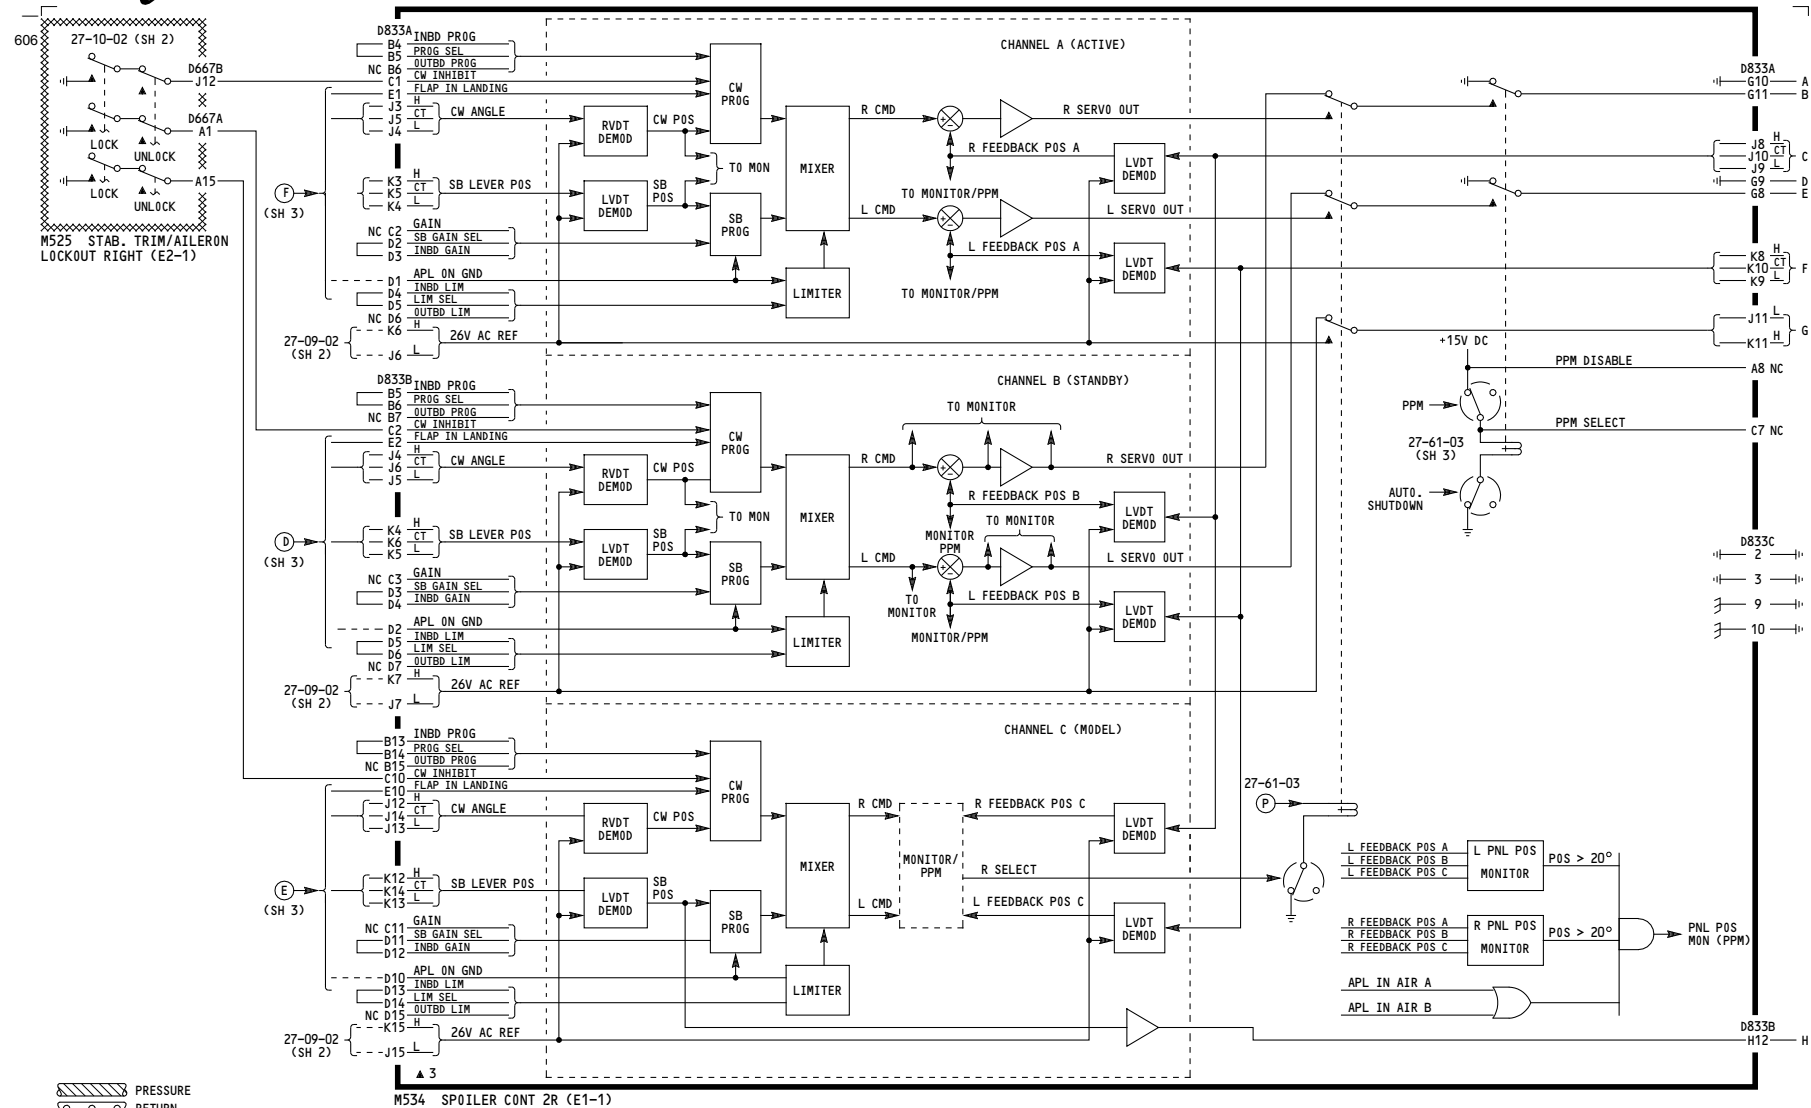 606
27-10-02 (SH 2)
D667B
J12
D667A
A1
LOCK
UNLOCK
A15
LOCK
UNLOCK
M525 STAB. TRIM/AILERON
LOCKOUT RIGHT (E2-1)
F
(SH 3)
27-09-02
(SH 2)
D833A
B4 INBD PROG
B5 PROG SEL
NC B6 OUTBD PROG
C1 CW INHIBIT
E1 FLAP IN LANDING
J3 H
J5 CT CW ANGLE
J4 L
K3 H
K5 CT SB LEVER POS
K4 L
NC C2 GAIN
D2 SB GAIN SEL
D3 INBD GAIN
D1 APL ON GND
D4 INBD LIM
D5 LIM SEL
NC D6 OUTBD LIM
K6 H
26V AC REF
J6 L
CHANNEL A (ACTIVE)
CW
PROG
RVDT
DEMOD
CW POS
TO MON
LVDT
DEMOD
SB
POS
SB
PROG
MIXER
LIMITER
R CMD
R SERVO OUT
R FEEDBACK POS A
LVDT
DEMOD
TO MONITOR/PPM
L CMD
L SERVO OUT
L FEEDBACK POS A
LVDT
DEMOD
TO MONITOR/PPM
D833A
G10 A
G11 B
J8 H
J10 CT C
J9 L
G9 D
G8 E
K8 H
K10 CT F
K9 L
J11 L
G
K11 H
+15V DC
PPM DISABLE
A8 NC
PPM
PPM SELECT
C7 NC
27-61-03
(SH 3)
AUTO.
SHUTDOWN
D833C
2
3
9
10
D
(SH 3)
27-09-02
(SH 2)
D833B
B5 INBD PROG
B6 PROG SEL
NC B7 OUTBD PROG
C2 CW INHIBIT
E2 FLAP IN LANDING
J4 H
J6 CT CW ANGLE
J5 L
K4 H
K6 CT SB LEVER POS
K5 L
NC C3 GAIN
D3 SB GAIN SEL
D4 INBD GAIN
D2 APL ON GND
D5 INBD LIM
D6 LIM SEL
NC D7 OUTBD LIM
K7 H
26V AC REF
J7 L
CHANNEL B (STANDBY)
CW
PROG
RVDT
DEMOD
CW POS
TO MON
LVDT
DEMOD
SB
POS
SB
PROG
MIXER
LIMITER
TO MONITOR
R CMD
R SERVO OUT
R FEEDBACK POS B
LVDT
DEMOD
MONITOR
PPM
TO MONITOR
L CMD
L SERVO OUT
TO
MONITOR
L FEEDBACK POS B
LVDT
DEMOD
MONITOR/PPM
E
(SH 3)
27-09-02
(SH 2)
B13 INBD PROG
B14 PROG SEL
NC B15 OUTBD PROG
C10 CW INHIBIT
E10 FLAP IN LANDING
J12 H
J14 CT CW ANGLE
J13 L
K12 H
K14 CT SB LEVER POS
K13 L
NC C11 GAIN
D11 SB GAIN SEL
D12 INBD GAIN
D10 APL ON GND
D13 INBD LIM
D14 LIM SEL
NC D15 OUTBD LIM
K15 H
26V AC REF
J15 L
3
CHANNEL C (MODEL)
CW
PROG
RVDT
DEMOD
CW POS
LVDT
DEMOD
SB
POS
SB
PROG
MIXER
LIMITER
R CMD
MONITOR/
PPM
R FEEDBACK POS C
LVDT
DEMOD
R SELECT
L CMD
L FEEDBACK POS C
LVDT
DEMOD
27-61-03
P
L FEEDBACK POS A
L FEEDBACK POS B
L FEEDBACK POS C
L PNL POS
MONITOR
POS > 20°
R FEEDBACK POS A
R FEEDBACK POS B
R FEEDBACK POS C
R PNL POS
MONITOR
POS > 20°
PNL POS
MON (PPM)
APL IN AIR A
APL IN AIR B
D833B
H12 H
M534 SPOILER CONT 2R (E1-1)
PRESSURE
RETURN